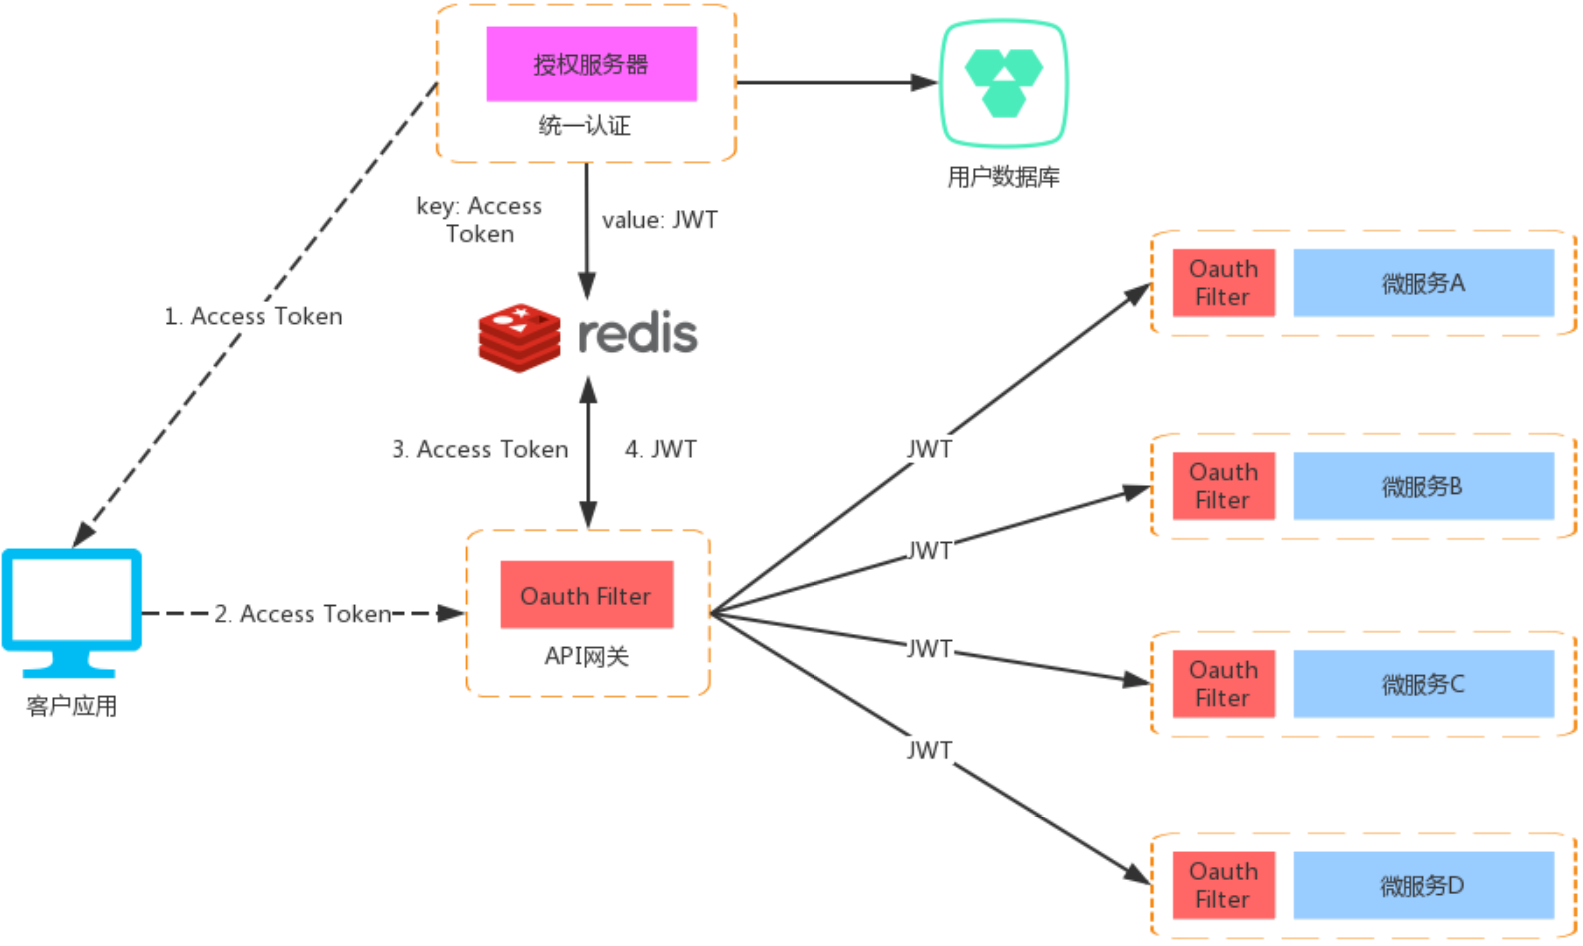 授权服务器
统一认证
用户数据库
key: Access
Token
value: JWT
1. Access Token
redis
3. Access Token
4. JWT
2. Access Token
Oauth Filter
API网关
客户应用
JWT
JWT
JWT
JWT
Oauth
Filter
微服务A
Oauth
Filter
微服务B
Oauth
Filter
微服务C
Oauth
Filter
微服务D